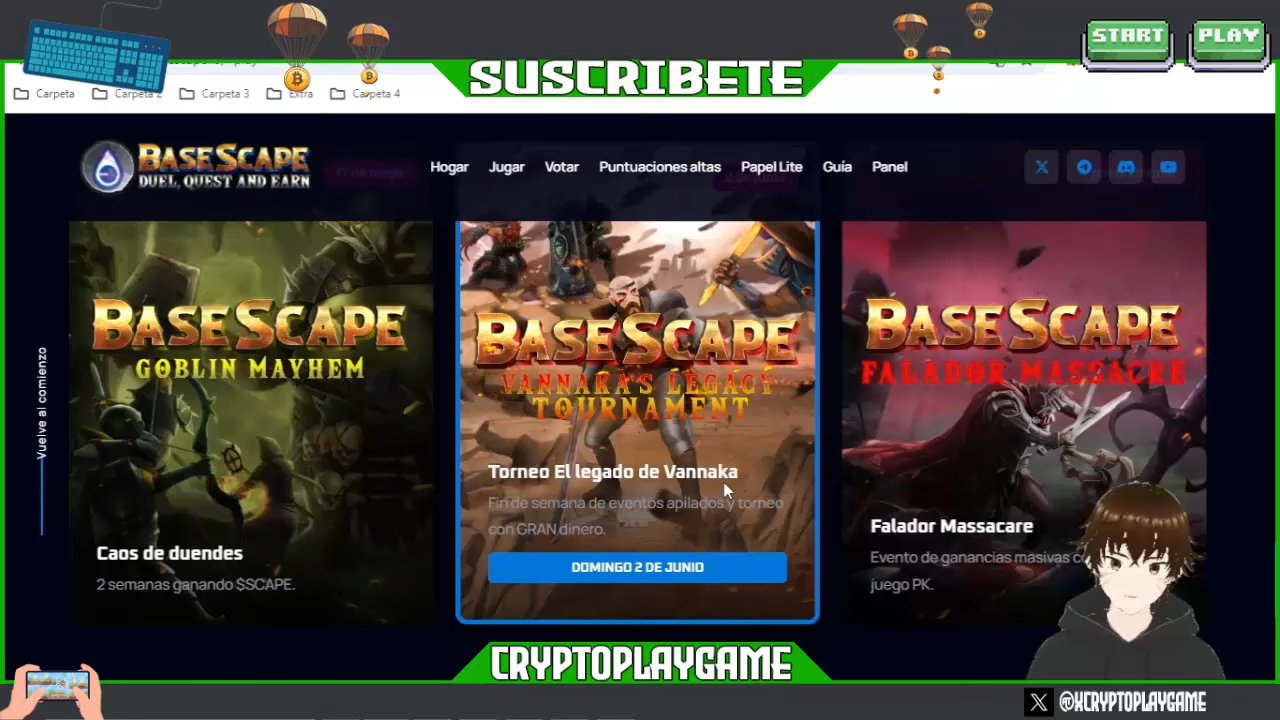 START PLAY
SUSCRIBETE
Carpeta Carpeta 2 Carpeta 3 Extra Carpeta 4
BASESCAPE
DUEL, QUEST AND EARN
Hogar Jugar Votar Puntuaciones altas Papel Lite Guía Panel
Vuelve al comienzo
BASESCAPE
GOBLIN MAYHEM
Caos de duendes
2 semanas ganando $SCAPE.
BASESCAPE
VANNAKA'S LEGACY
TOURNAMENT
Torneo El legado de Vannaka
Fin de semana de eventos apilados y torneo
con GRAN dinero.
DOMINGO 2 DE JUNIO
BASESCAPE
FALADOR MASSACRE
Falador Massacare
Evento de ganancias masivas
juego PK.
CRYPTOPLAYGAME
@XCRYPTOPLAYGAME